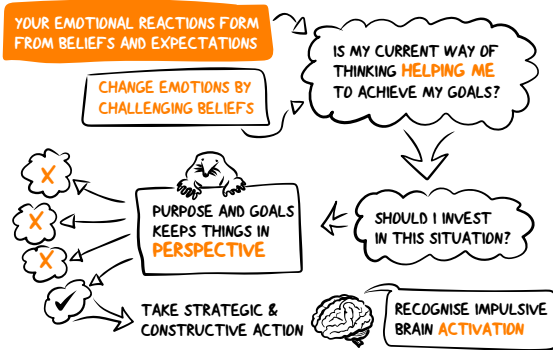 YOUR EMOTIONAL REACTIONS FORM
FROM BELIEFS AND EXPECTATIONS
CHANGE EMOTIONS BY
CHALLENGING BELIEFS
IS MY CURRENT WAY OF
THINKING HELPING ME
TO ACHIEVE MY GOALS?
SHOULD I INVEST
IN THIS SITUATION?
PURPOSE AND GOALS
KEEPS THINGS IN
PERSPECTIVE
X
X
X
TAKE STRATEGIC &
CONSTRUCTIVE ACTION
RECOGNISE IMPULSIVE
BRAIN ACTIVATION